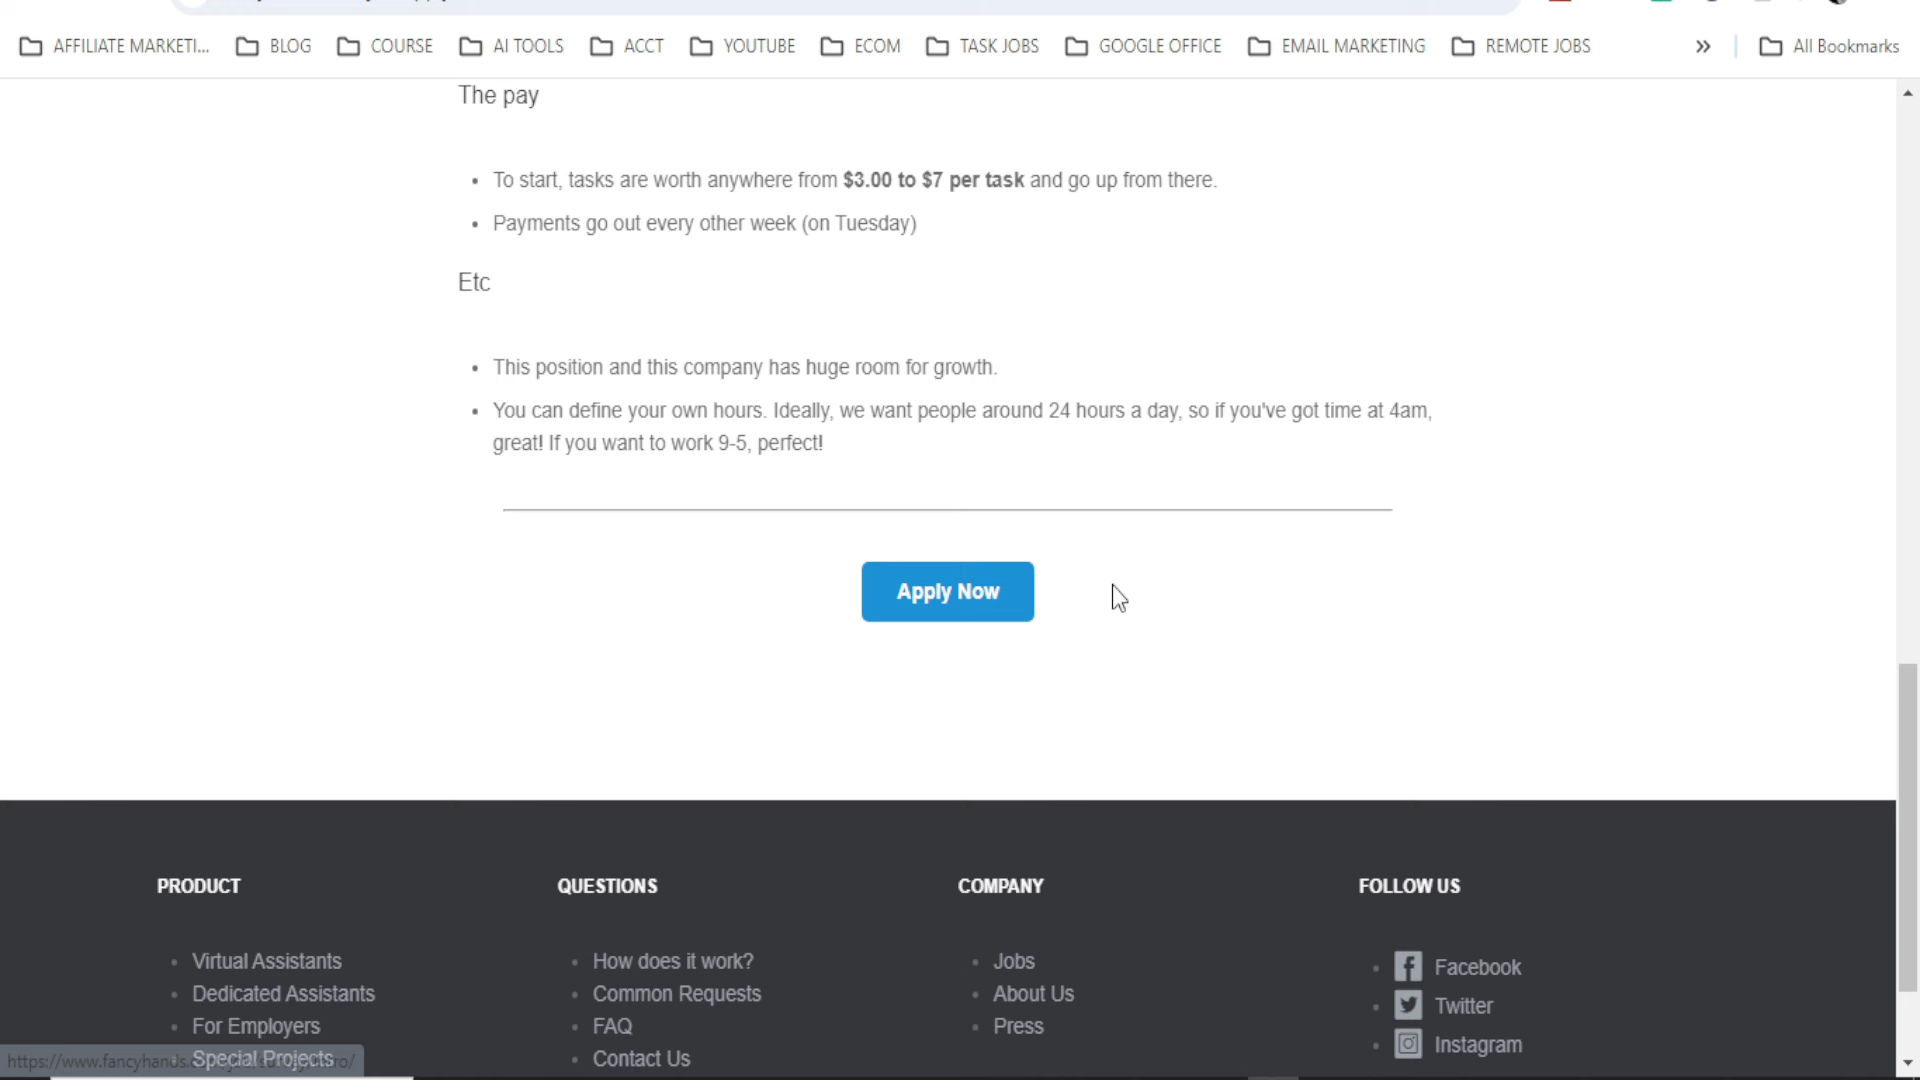 AFFILIATE MARKETI... BLOG COURSE AI TOOLS ACCT YOUTUBE ECOM TASK JOBS GOOGLE OFFICE EMAIL MARKETING REMOTE JOBS » All Bookmarks
The pay
• To start, tasks are worth anywhere from $3.00 to $7 per task and go up from there.
• Payments go out every other week (on Tuesday)
Etc
• This position and this company has huge room for growth.
• You can define your own hours. Ideally, we want people around 24 hours a day, so if you've got time at 4am,
great! If you want to work 9-5, perfect!
Apply Now
PRODUCT
• Virtual Assistants
• Dedicated Assistants
• For Employers
• Special Projects
QUESTIONS
• How does it work?
• Common Requests
• FAQ
• Contact Us
COMPANY
• Jobs
• About Us
• Press
FOLLOW US
• Facebook
• Twitter
• Instagram
https://www.fancyhands.